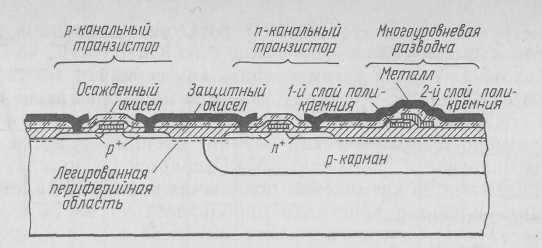 р-канальный
транзистор
n-канальный
транзистор
Многоуровневая
разводка
Металл
Осажденный
окисел
Защитный
окисел
1-й слой поли-
кремния
2-й слой поли-
кремния
p⁺
n⁺
р-карман
Легированная
периферийная
область